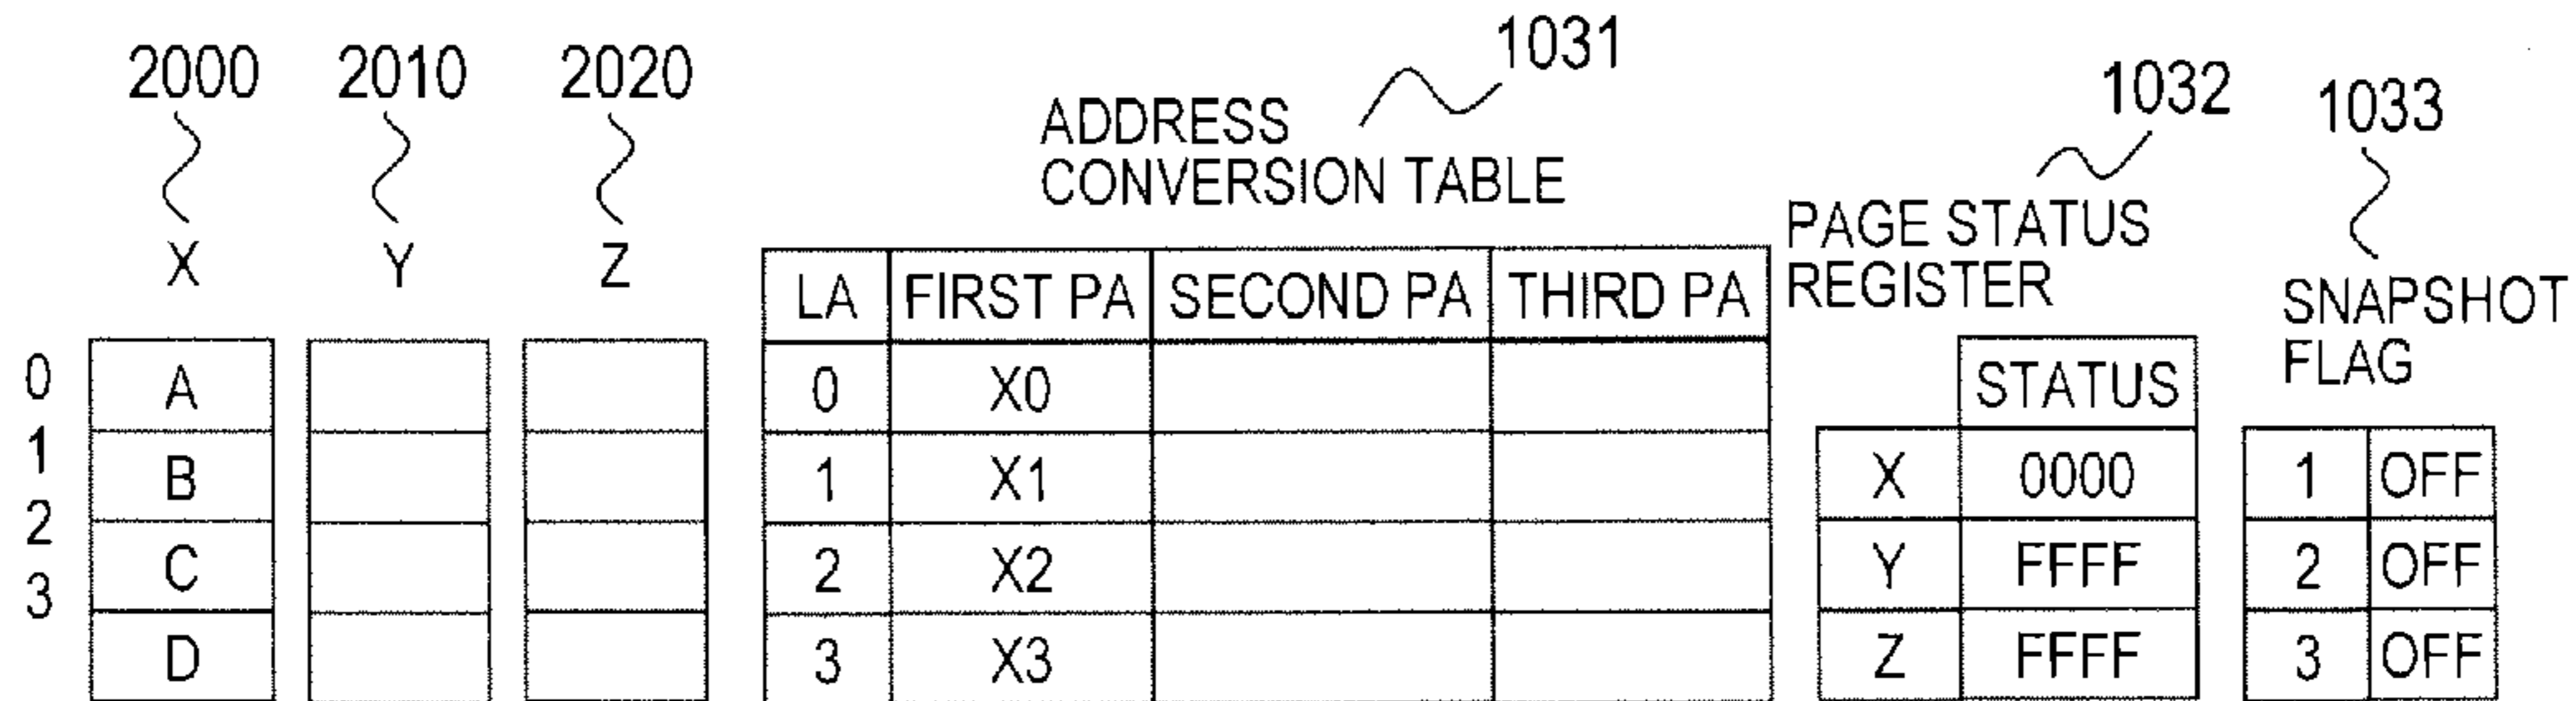 2000 2010 2020
X Y Z
0 A
1 B
2 C
3 D
1031
ADDRESS
CONVERSION TABLE
LA FIRST PA SECOND PA THIRD PA
0 X0
1 X1
2 X2
3 X3
1032
PAGE STATUS
REGISTER
STATUS
X 0000
Y FFFF
Z FFFF
1033
SNAPSHOT
FLAG
1 OFF
2 OFF
3 OFF